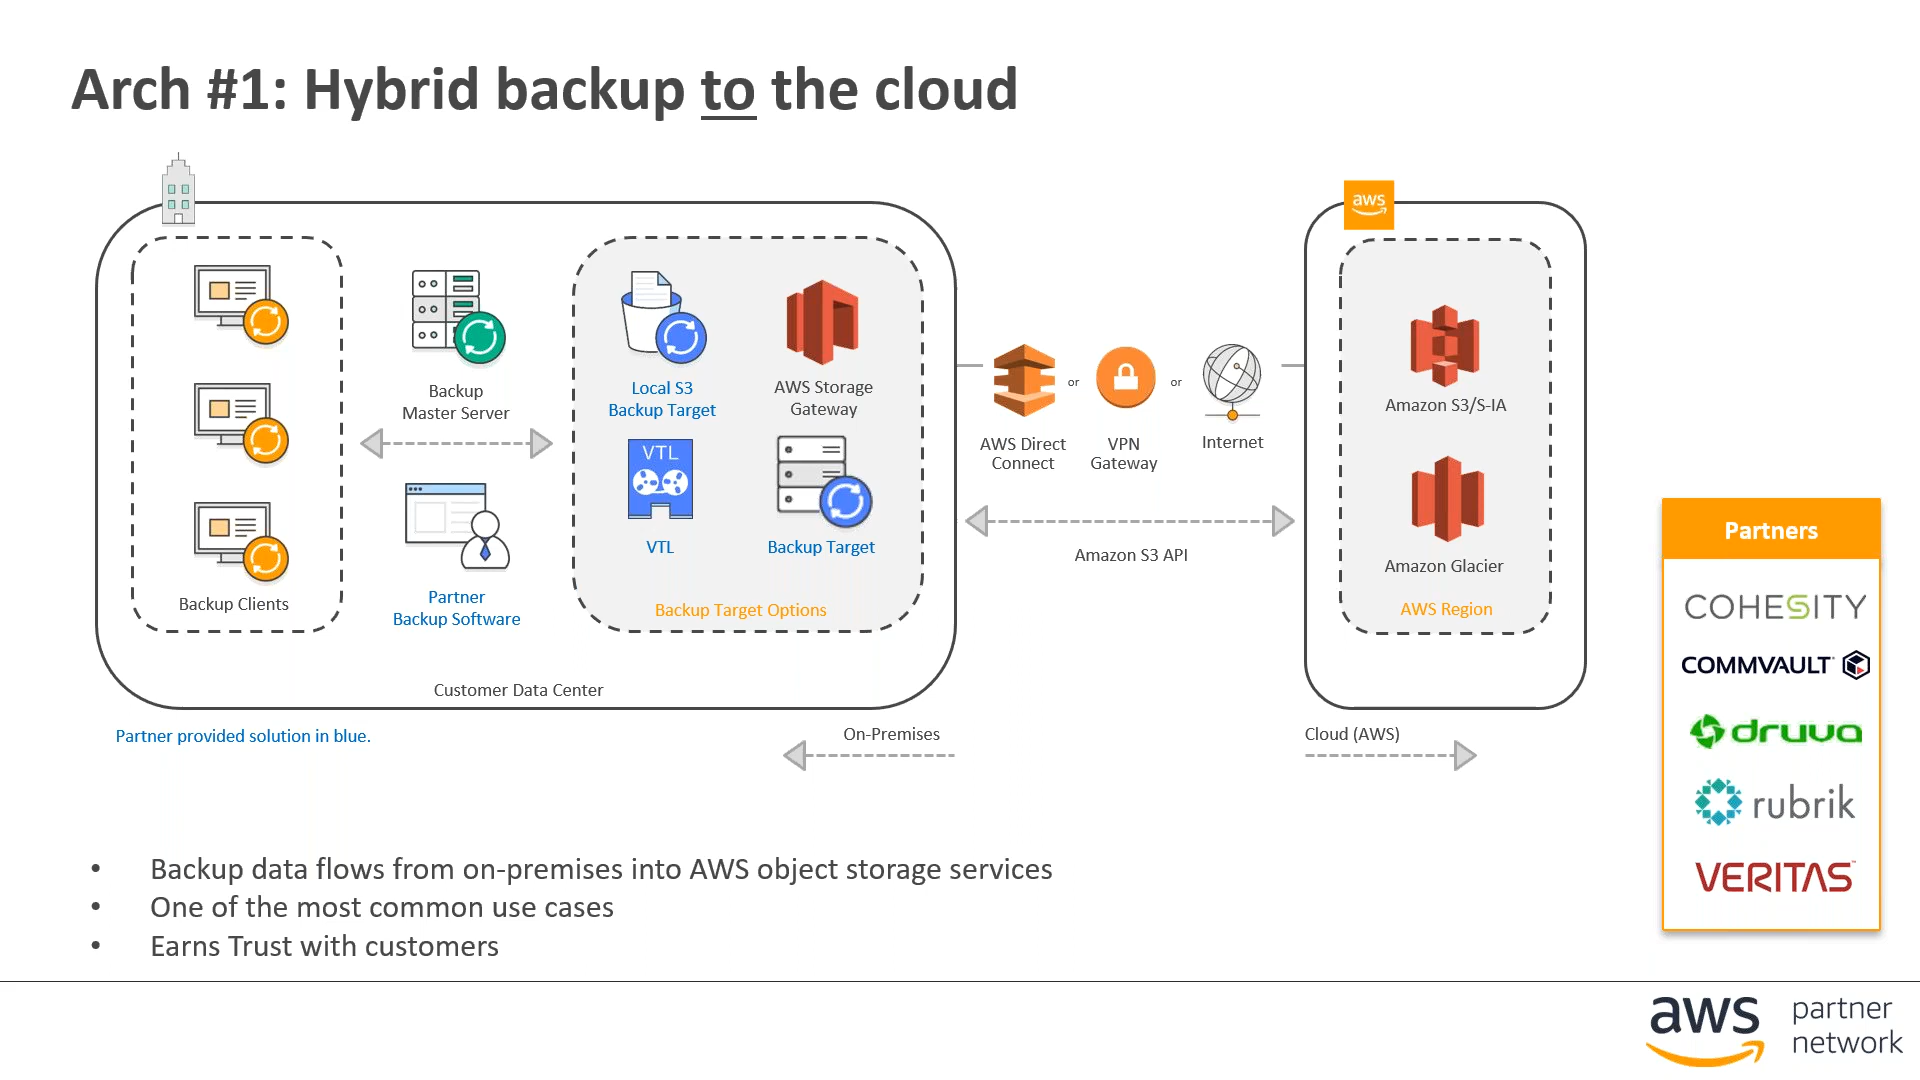 Arch #1: Hybrid backup to the cloud
aws
Backup Clients
Backup
Master Server
Partner
Backup Software
Local S3
Backup Target
AWS Storage
Gateway
VTL
VTL
Backup Target
Backup Target Options
Customer Data Center
AWS Direct
Connect
or
VPN
Gateway
or
Internet
Amazon S3 API
Amazon S3/S-IA
Amazon Glacier
AWS Region
Partner provided solution in blue.
On-Premises
Cloud (AWS)
Partners
COHESITY
COMMVAULT
druva
rubrik
VERITAS
• Backup data flows from on-premises into AWS object storage services
• One of the most common use cases
• Earns Trust with customers
aws partner
network